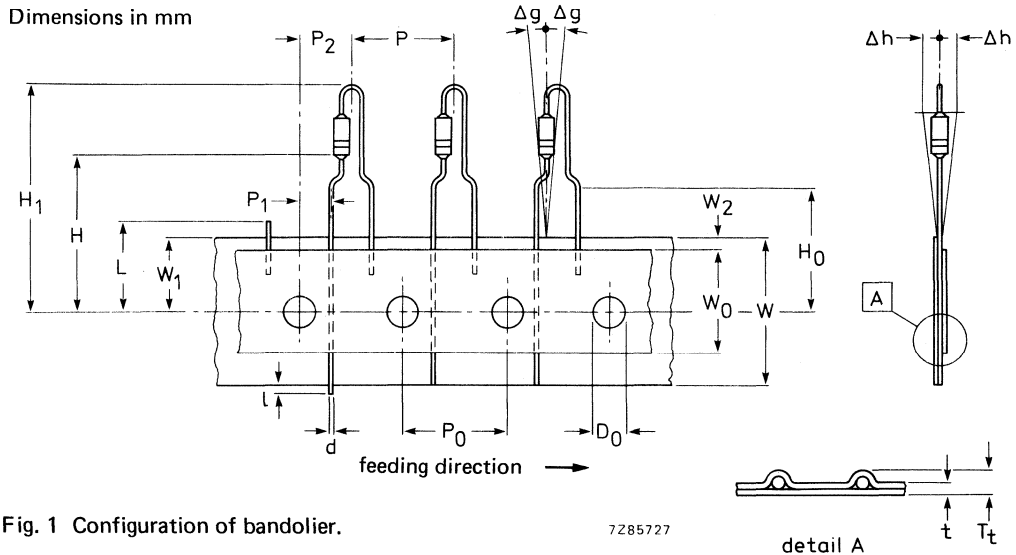 Dimensions in mm
P2 P Δg Δg Δh Δh
H1 H L W1 P1
W2 H0 W0 W
A
l d P0 D0
feeding direction
t Tt
Fig. 1 Configuration of bandolier.
7Z85727
detail A